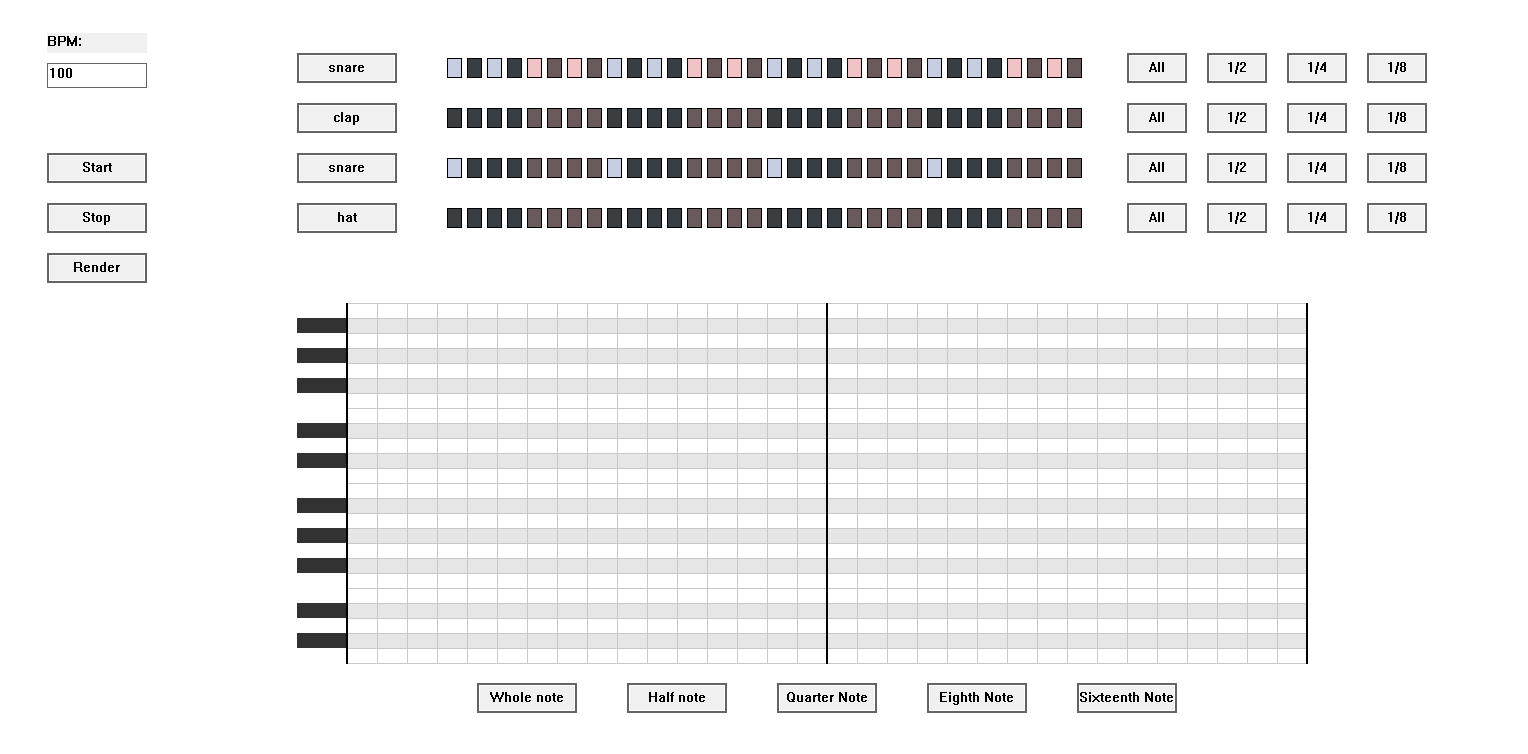 BPM:
100
snare All 1/2 1/4 1/8
clap All 1/2 1/4 1/8
Start snare All 1/2 1/4 1/8
Stop hat All 1/2 1/4 1/8
Render
Whole note Half note Quarter Note Eighth Note Sixteenth Note